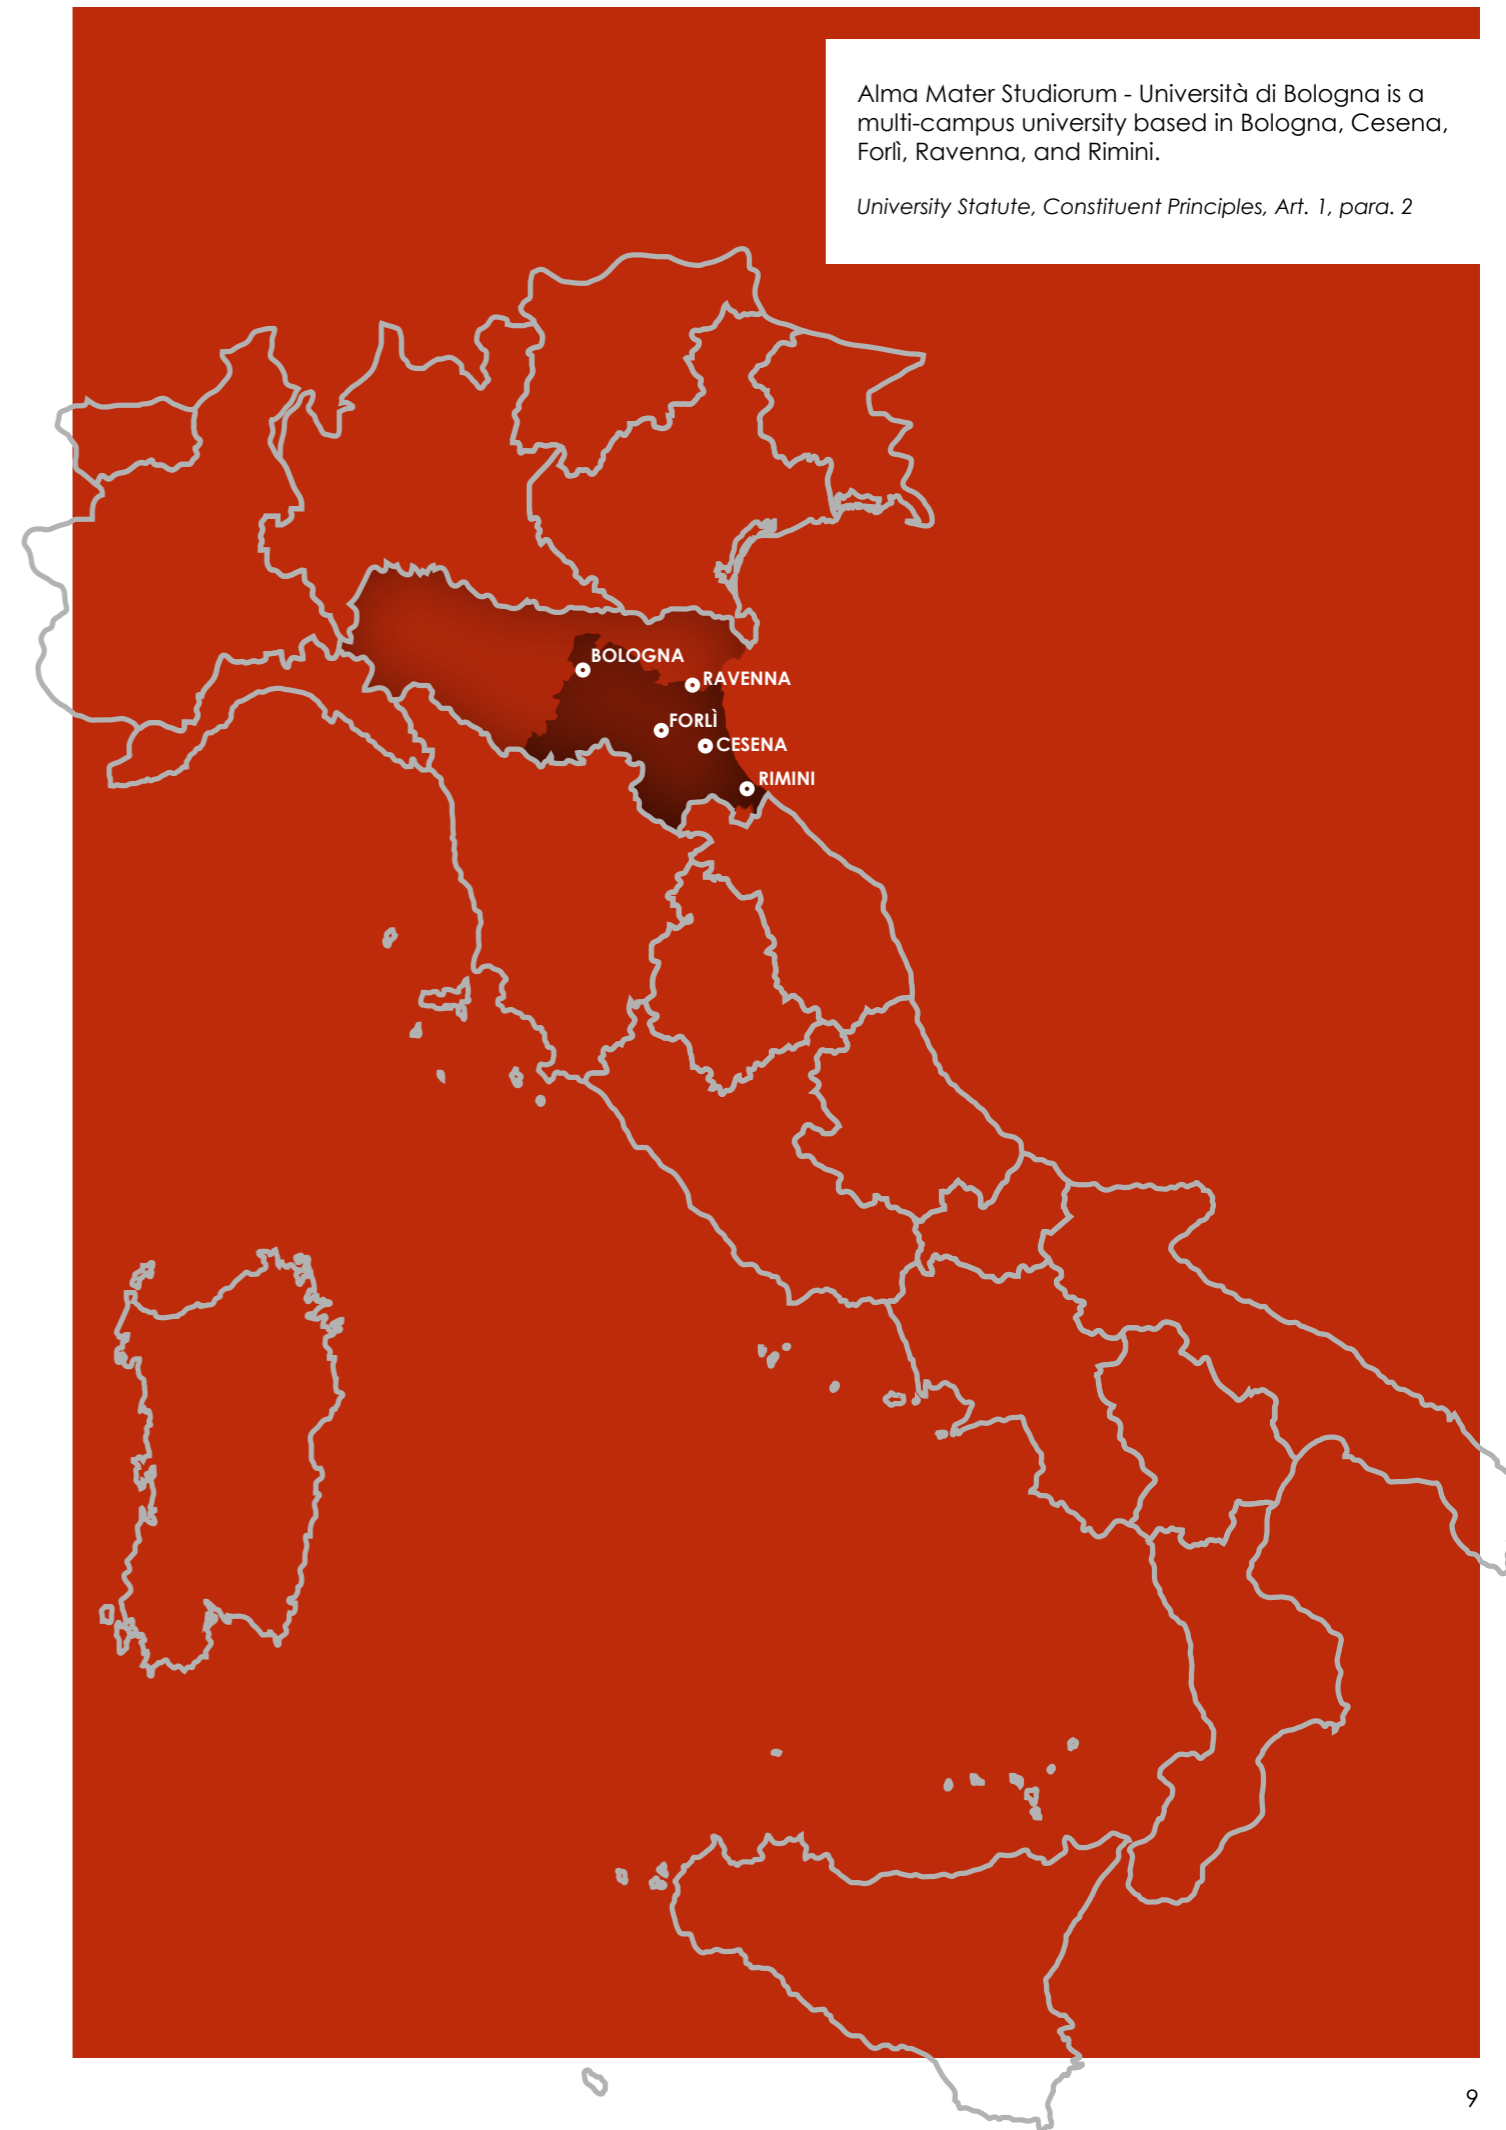 Alma Mater Studiorum - Università di Bologna is a
multi-campus university based in Bologna, Cesena,
Forlì, Ravenna, and Rimini.
University Statute, Constituent Principles, Art. 1, para. 2
BOLOGNA
RAVENNA
FORLÌ
CESENA
RIMINI
9